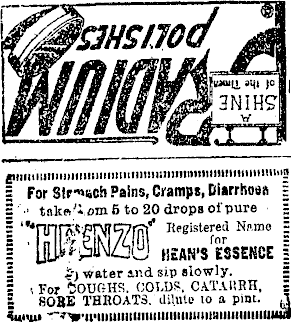 RADIUM
POLISHES
A
SHINE
of the Times
For Stomach Pains, Cramps, Diarrhoea
take from 5 to 20 drops of pure
"HEENZO"
Registered Name
for
HEAN'S ESSENCE
in water and sip slowly.
For COUGHS, COLDS, CATARRH,
SORE THROATS, dilute to a pint.